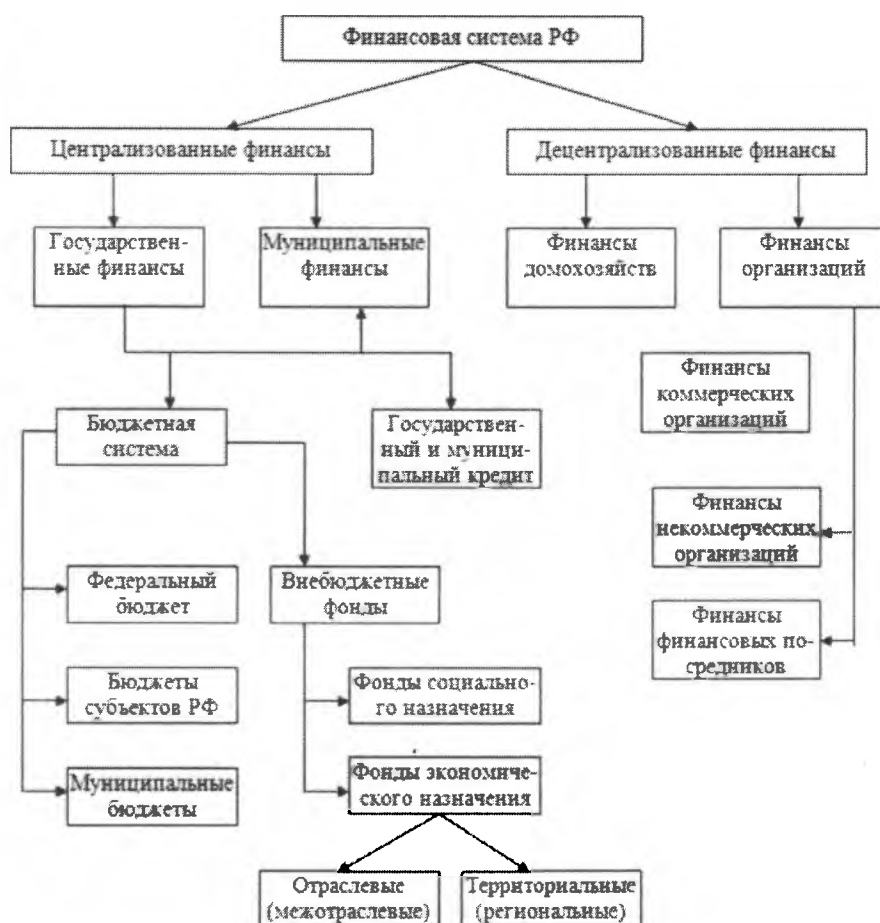 Финансовая система РФ
Централизованные финансы
Децентрализованные финансы
Государствен-
ные финансы
Муниципальные
финансы
Финансы
домохозяйств
Финансы
организаций
Финансы
коммерческих
организаций
Бюджетная
система
Государствен-
ный и муници-
пальный кредит
Финансы
некоммерческих
организаций
Федеральный
бюджет
Внебюджетные
фонды
Финансы
финансовых по-
средников
Бюджеты
субъектов РФ
Фонды социально-
го назначения
Муниципальные
бюджеты
Фонды экономиче-
ского назначения
Отраслевые
(межотраслевые)
Территориальные
(региональные)